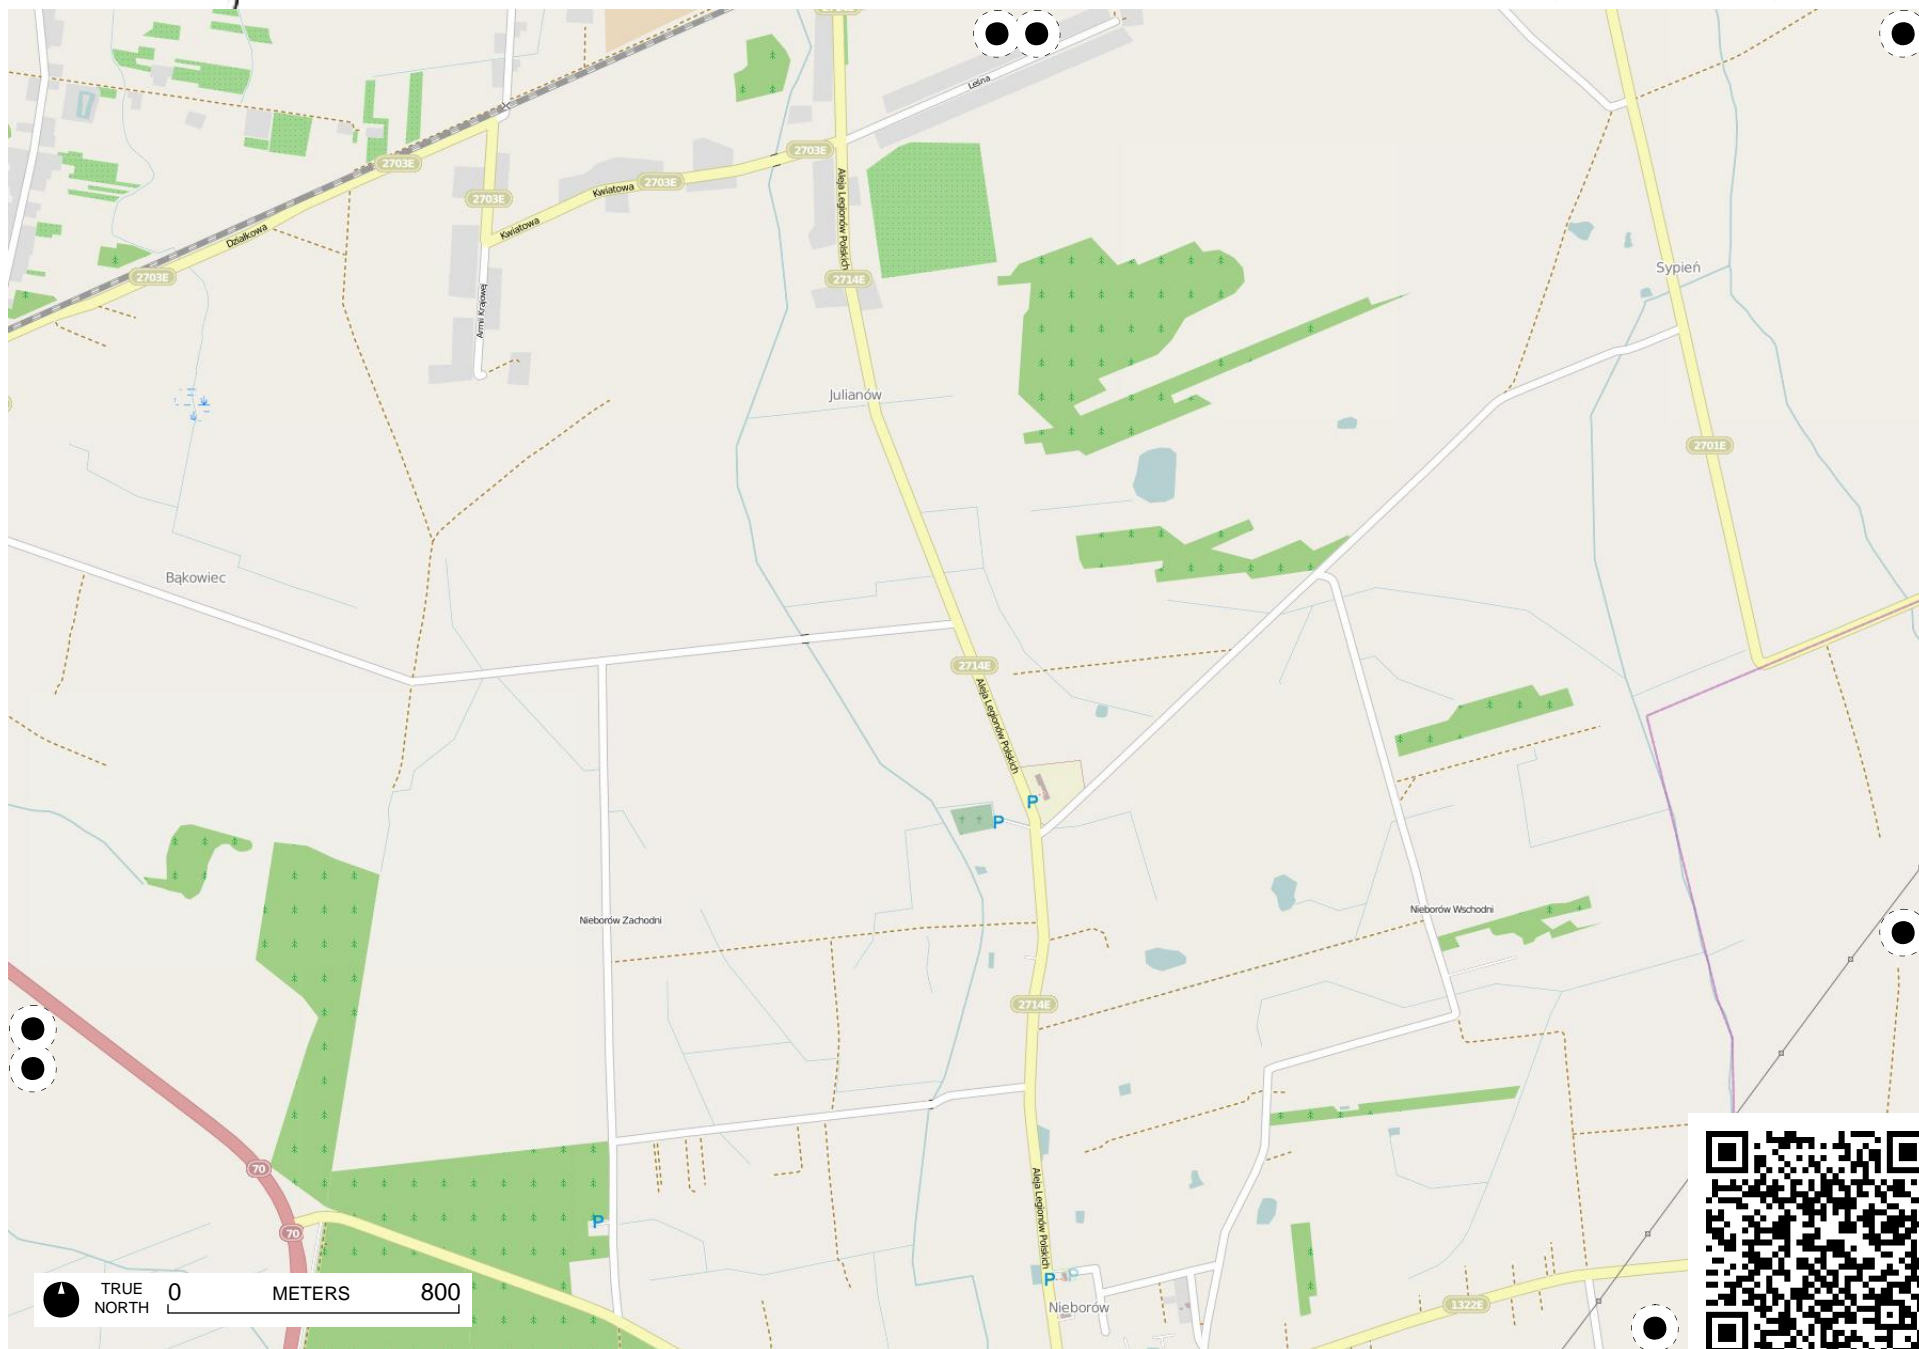 Leśna
2703E
2703E
2703E
Kwiatowa
2703E
Aleja Legionów Polskich
Kwiatowa
Działkowa
2703E
2714E
Sypień
Armii Krajowej
Julianów
2701E
Bąkowiec
2714E
Aleja Legionów Polskich
P
P
Nieborów Zachodni
Nieborów Wschodni
2714E
70
Aleja Legionów Polskich
P
70
P
P
TRUE
NORTH
0 METERS 800
Nieborów
1322E